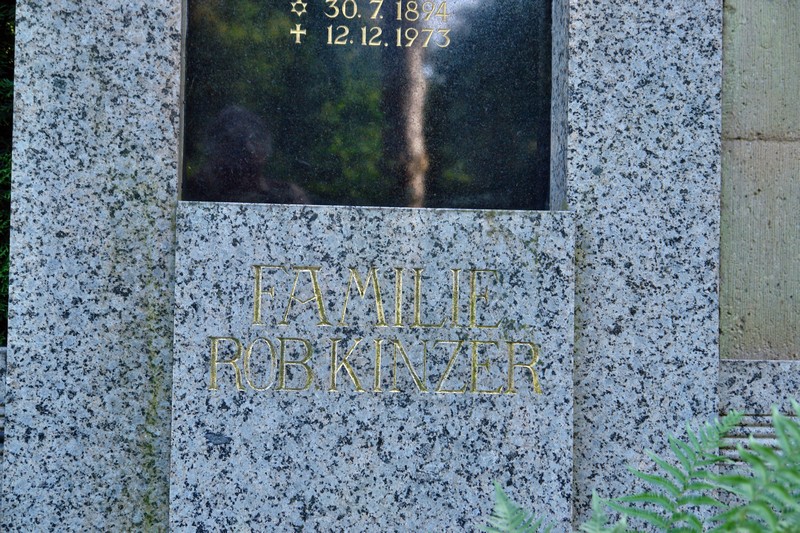 ✡ 30. 7. 1894
✝ 12. 12. 1973
FAMILIE
ROB KINZER